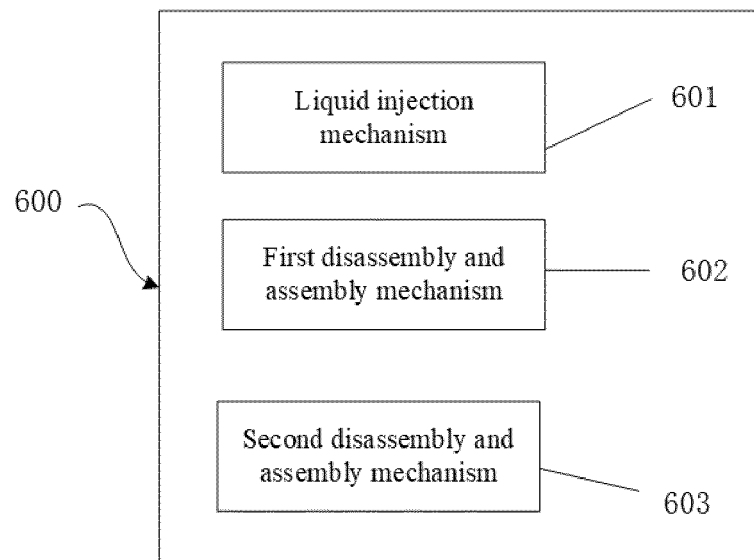 Liquid injection
mechanism
601
600
First disassembly and
assembly mechanism
602
Second disassembly and
assembly mechanism
603